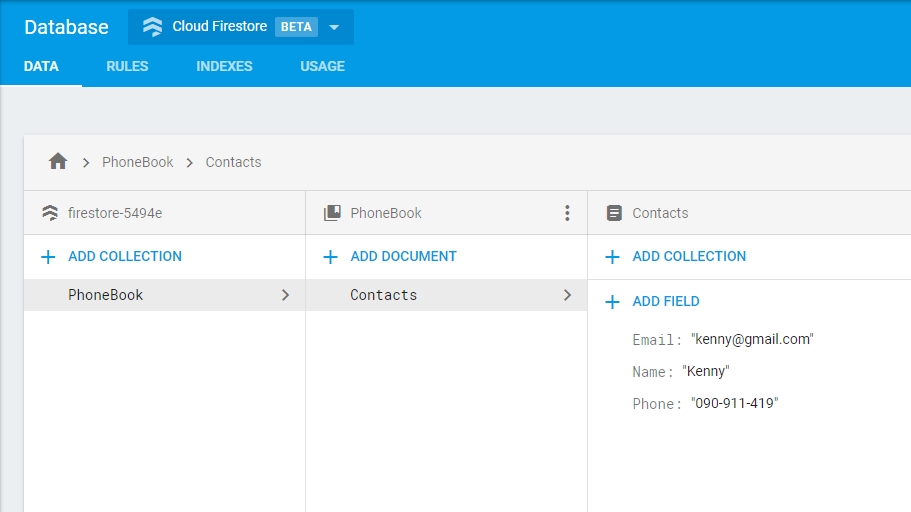 Database Cloud Firestore BETA
DATA RULES INDEXES USAGE
PhoneBook Contacts
firestore-5494e PhoneBook Contacts
ADD COLLECTION ADD DOCUMENT ADD COLLECTION
PhoneBook Contacts
ADD FIELD
Email: "kenny@gmail.com"
Name: "Kenny"
Phone: "090-911-419"